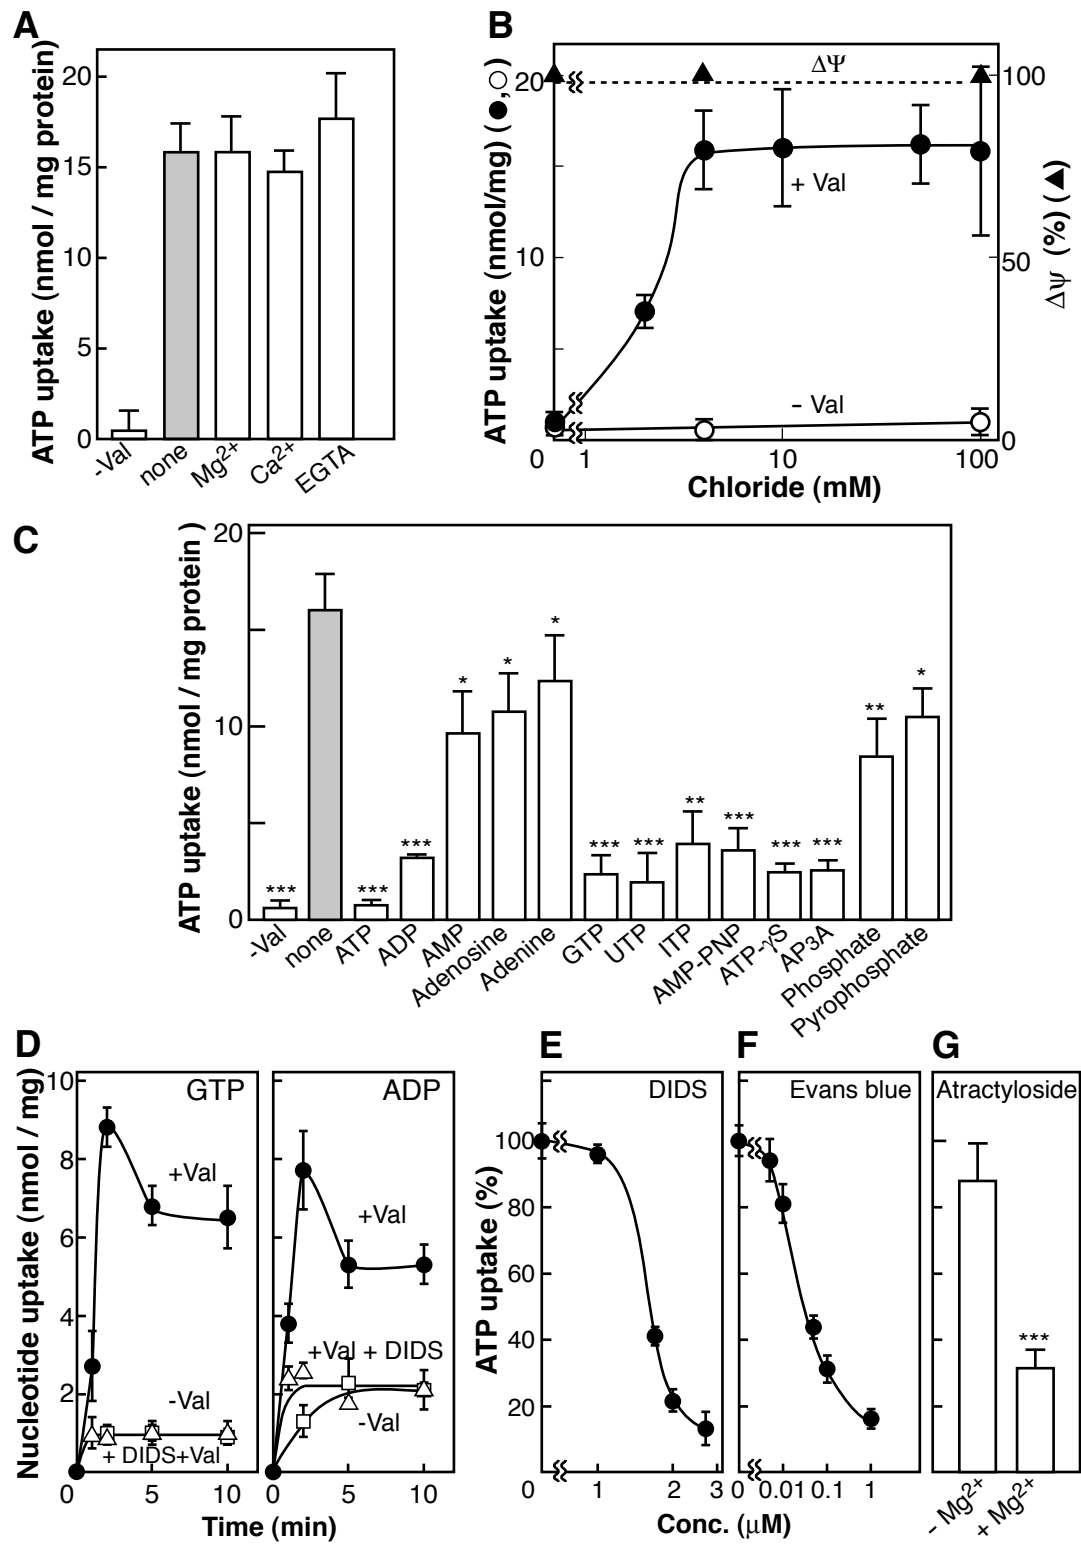 A
ATP uptake (nmol / mg protein)
20
15
10
5
0
-Val
none
Mg2+
Ca2+
EGTA
B
ATP uptake (nmol/mg) (●,○)
20
10
0
ΔΨ
+ Val
- Val
100
50
0
Δψ (%) (▲)
0 1 10 100
Chloride (mM)
C
ATP uptake (nmol / mg protein )
20
10
0
***
***
***
*
*
*
***
***
**
***
***
***
**
*
-Val
none
ATP
ADP
AMP
Adenosine
Adenine
GTP
UTP
ITP
AMP-PNP
ATP-γS
AP3A
Phosphate
Pyrophosphate
D
Nucleotide uptake (nmol / mg)
10
8
6
4
2
GTP
+Val
-Val
+ DIDS+Val
0 5 10
ADP
+Val
+Val + DIDS
-Val
0 5 10
Time (min)
E
ATP uptake (%)
100
80
60
40
20
DIDS
0 1 2 3
F
Evans blue
0 0.01 0.1 1
Conc. (μM)
G
Atractyloside
***
0
- Mg2+
+ Mg2+